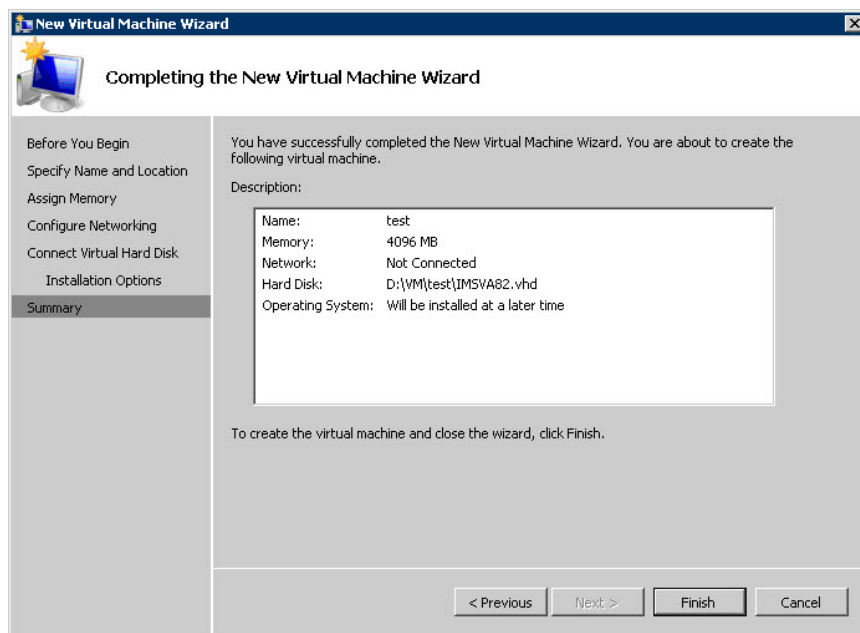 New Virtual Machine Wizard
Completing the New Virtual Machine Wizard
Before You Begin
Specify Name and Location
Assign Memory
Configure Networking
Connect Virtual Hard Disk
Installation Options
Summary
You have successfully completed the New Virtual Machine Wizard. You are about to create the
following virtual machine.
Description:
Name: test
Memory: 4096 MB
Network: Not Connected
Hard Disk: D:\VM\test\IMSVA82.vhd
Operating System: Will be installed at a later time
To create the virtual machine and close the wizard, click Finish.
< Previous Next > Finish Cancel